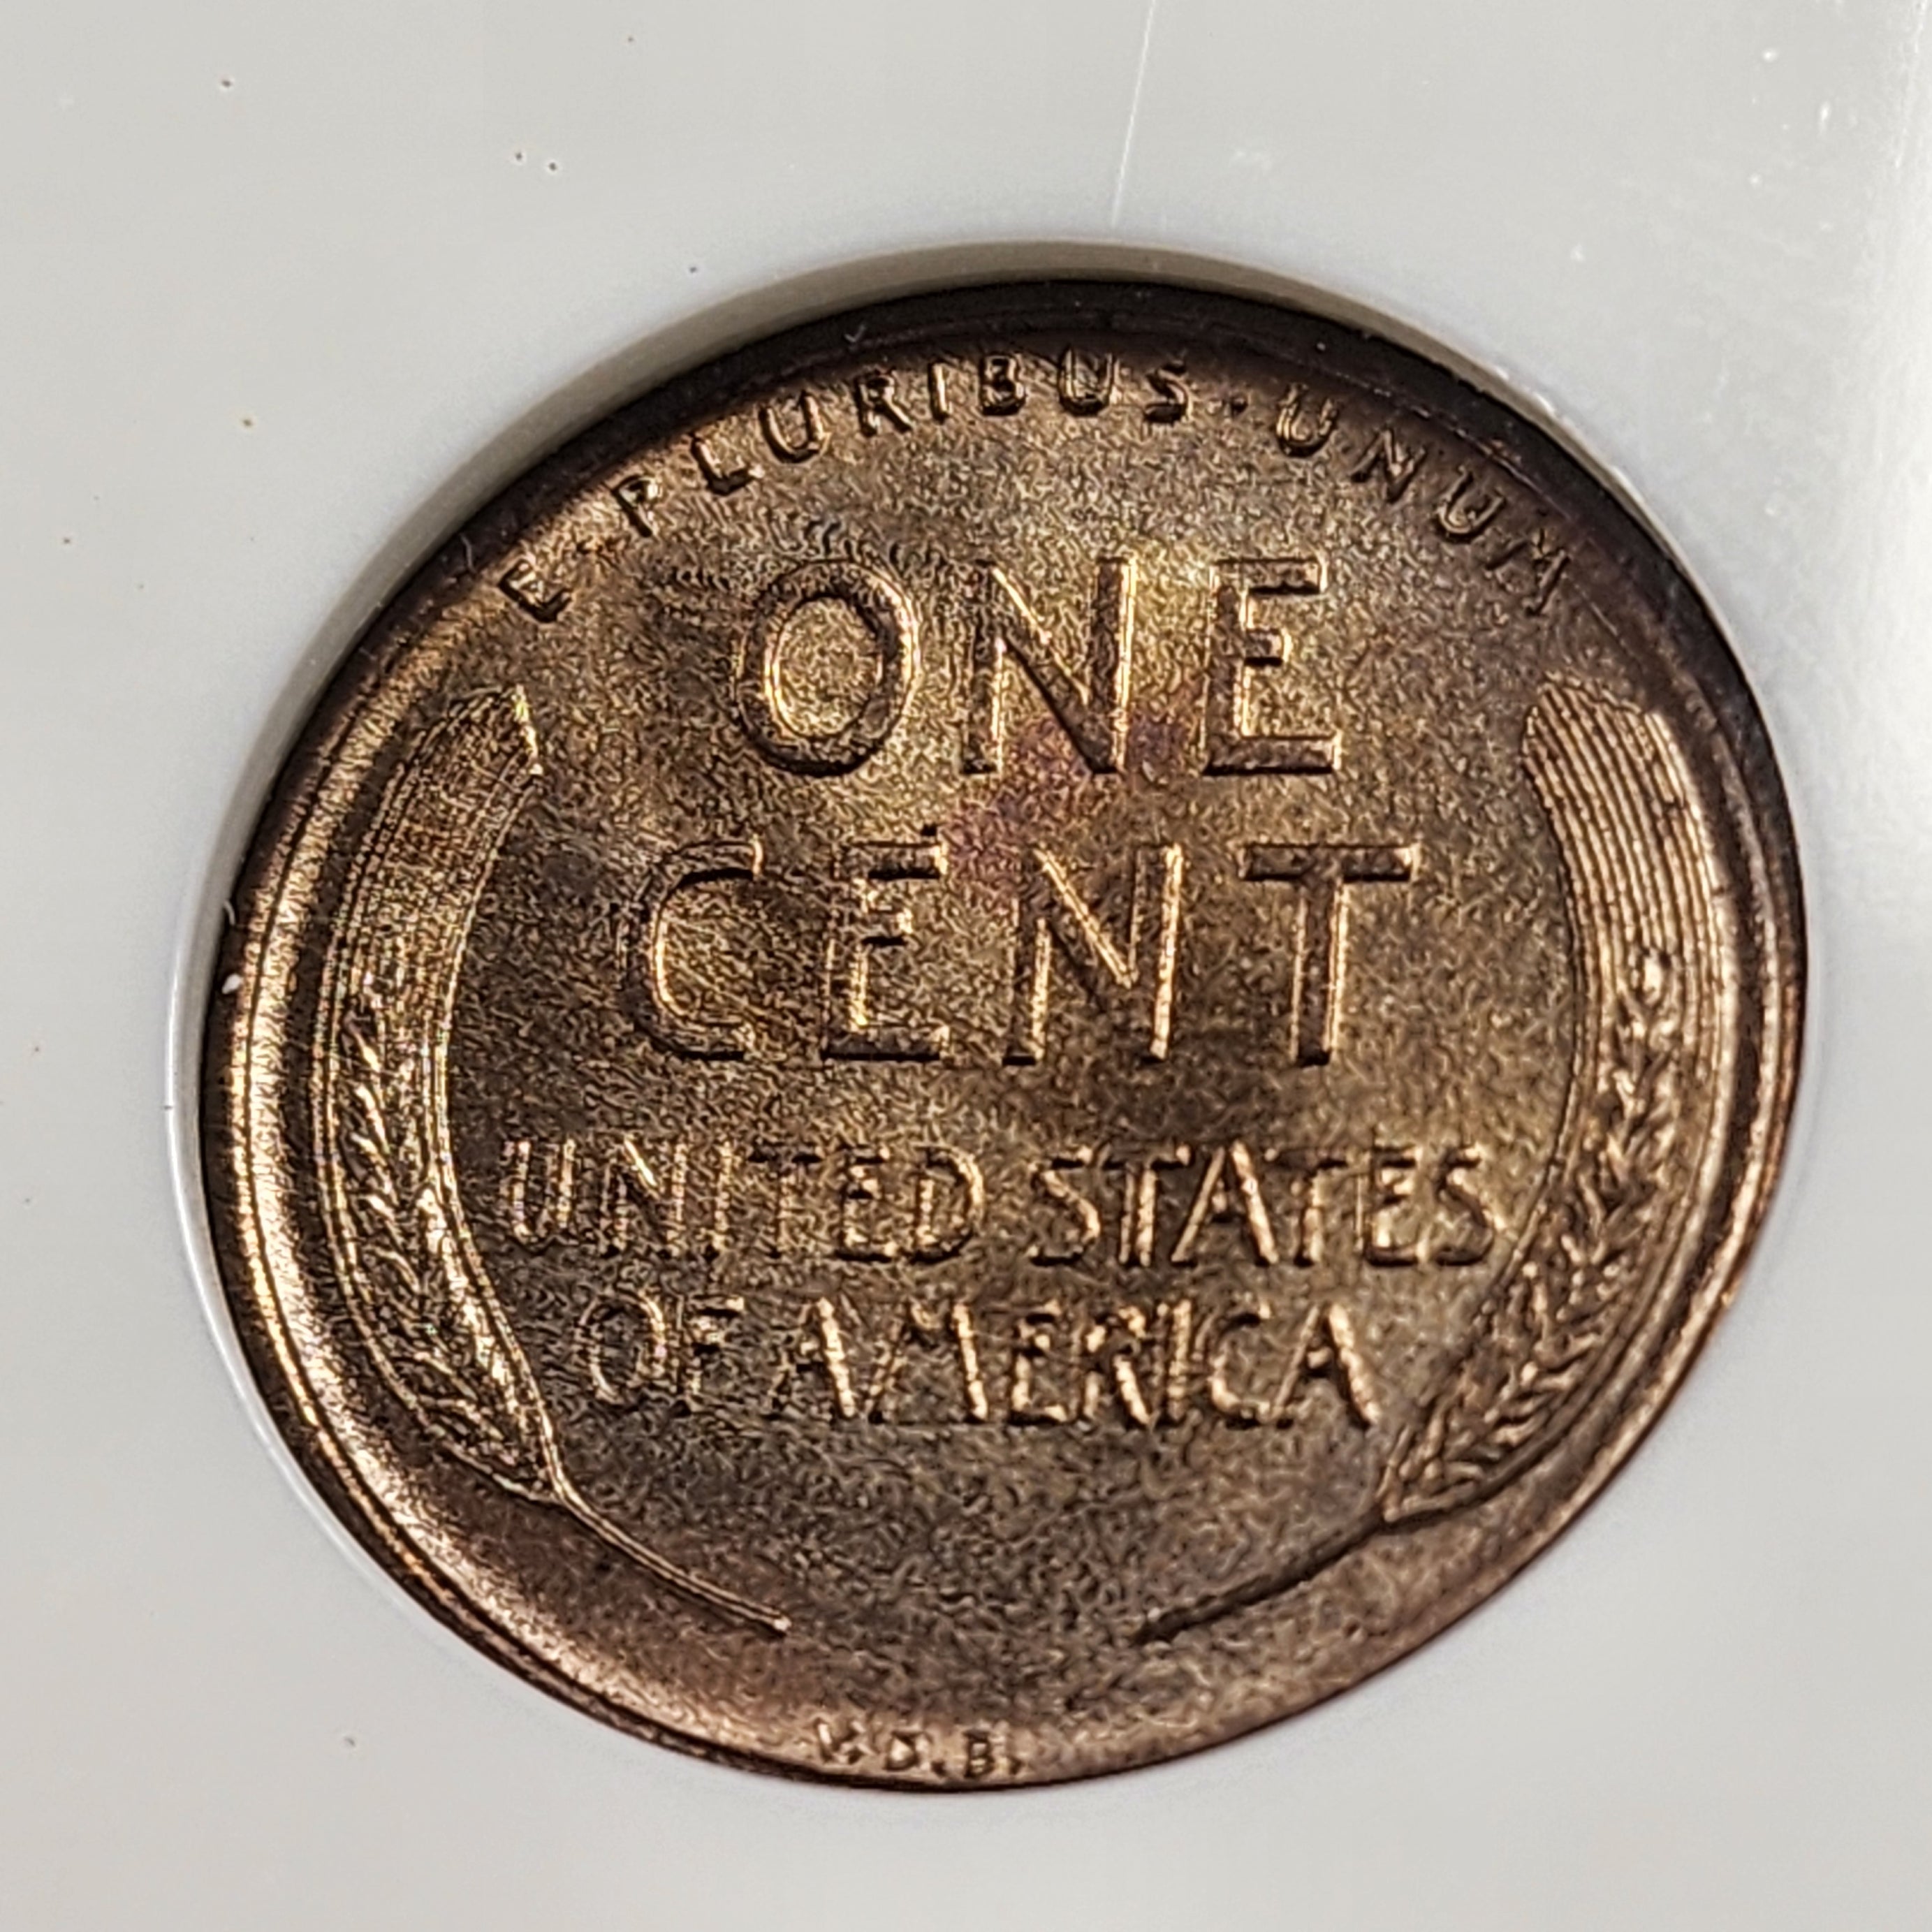 E·PLURIBUS·UNUM
ONE
CENT
UNITED STATES
OF AMERICA
V.D.B.